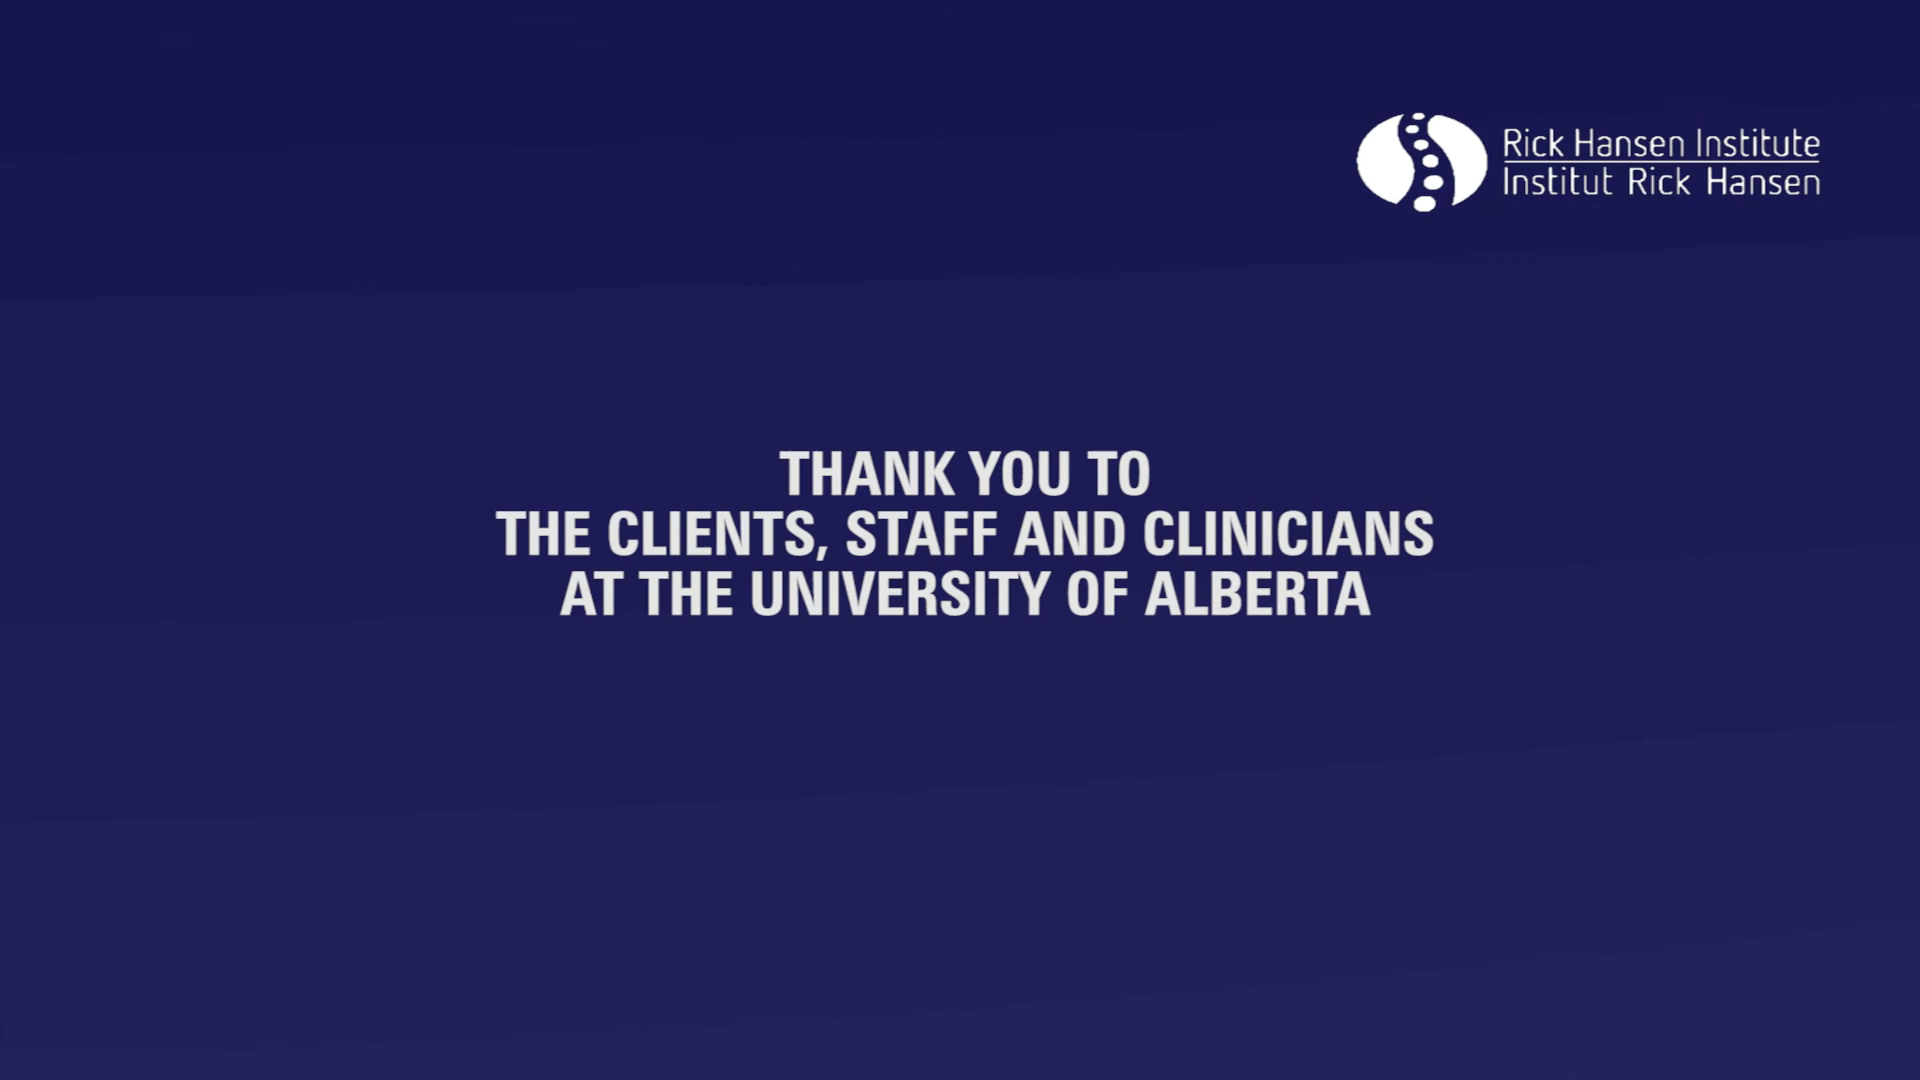 Rick Hansen Institute
Institut Rick Hansen
THANK YOU TO
THE CLIENTS, STAFF AND CLINICIANS
AT THE UNIVERSITY OF ALBERTA